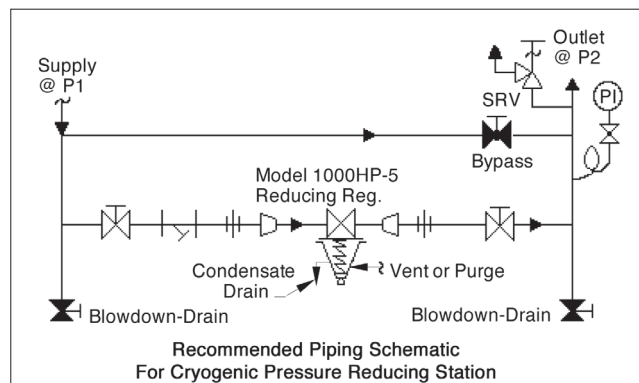 Supply
@ P1
Outlet
@ P2
PI
SRV
Bypass
Model 1000HP-5
Reducing Reg.
Condensate
Drain
Vent or Purge
Blowdown-Drain
Blowdown-Drain
Recommended Piping Schematic
For Cryogenic Pressure Reducing Station